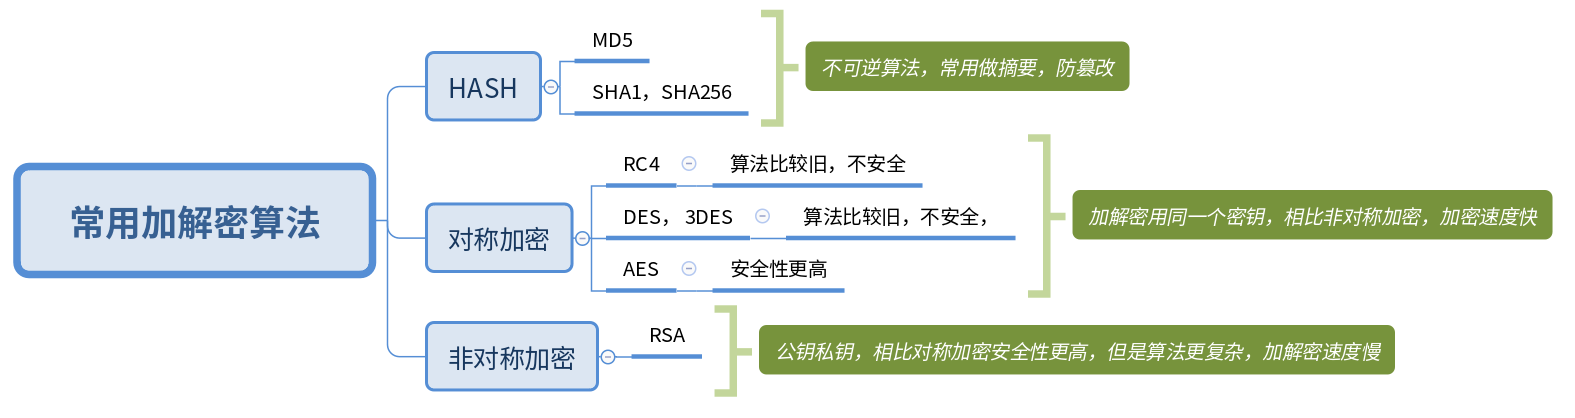 常用加解密算法
HASH
MD5
SHA1，SHA256
不可逆算法，常用做摘要，防篡改
对称加密
RC4
算法比较旧，不安全
DES， 3DES
算法比较旧，不安全，
AES
安全性更高
加解密用同一个密钥，相比非对称加密，加密速度快
非对称加密
RSA
公钥私钥，相比对称加密安全性更高，但是算法更复杂，加解密速度慢